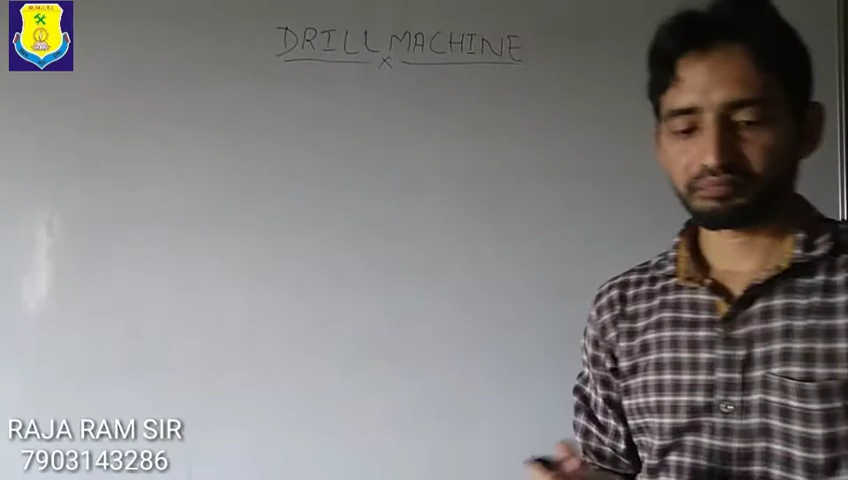 R.M.I.T.I
DRILL MACHINE
x
RAJA RAM SIR
7903143286